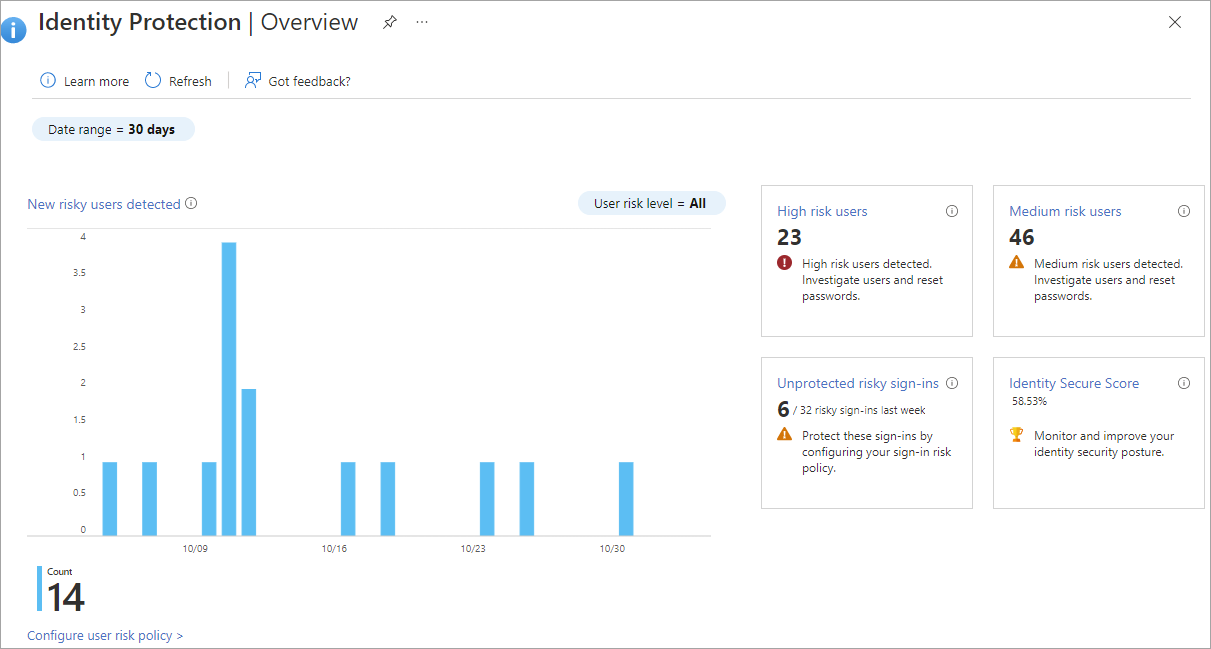 Identity Protection | Overview
Learn more
Refresh
Got feedback?
Date range = 30 days
New risky users detected
User risk level = All
4
3.5
3
2.5
2
1.5
1
0.5
0
10/09
10/16
10/23
10/30
Count
14
Configure user risk policy >
High risk users
23
High risk users detected.
Investigate users and reset
passwords.
Medium risk users
46
Medium risk users detected.
Investigate users and reset
passwords.
Unprotected risky sign-ins
6 / 32 risky sign-ins last week
Protect these sign-ins by
configuring your sign-in risk
policy.
Identity Secure Score
58.53%
Monitor and improve your
identity security posture.